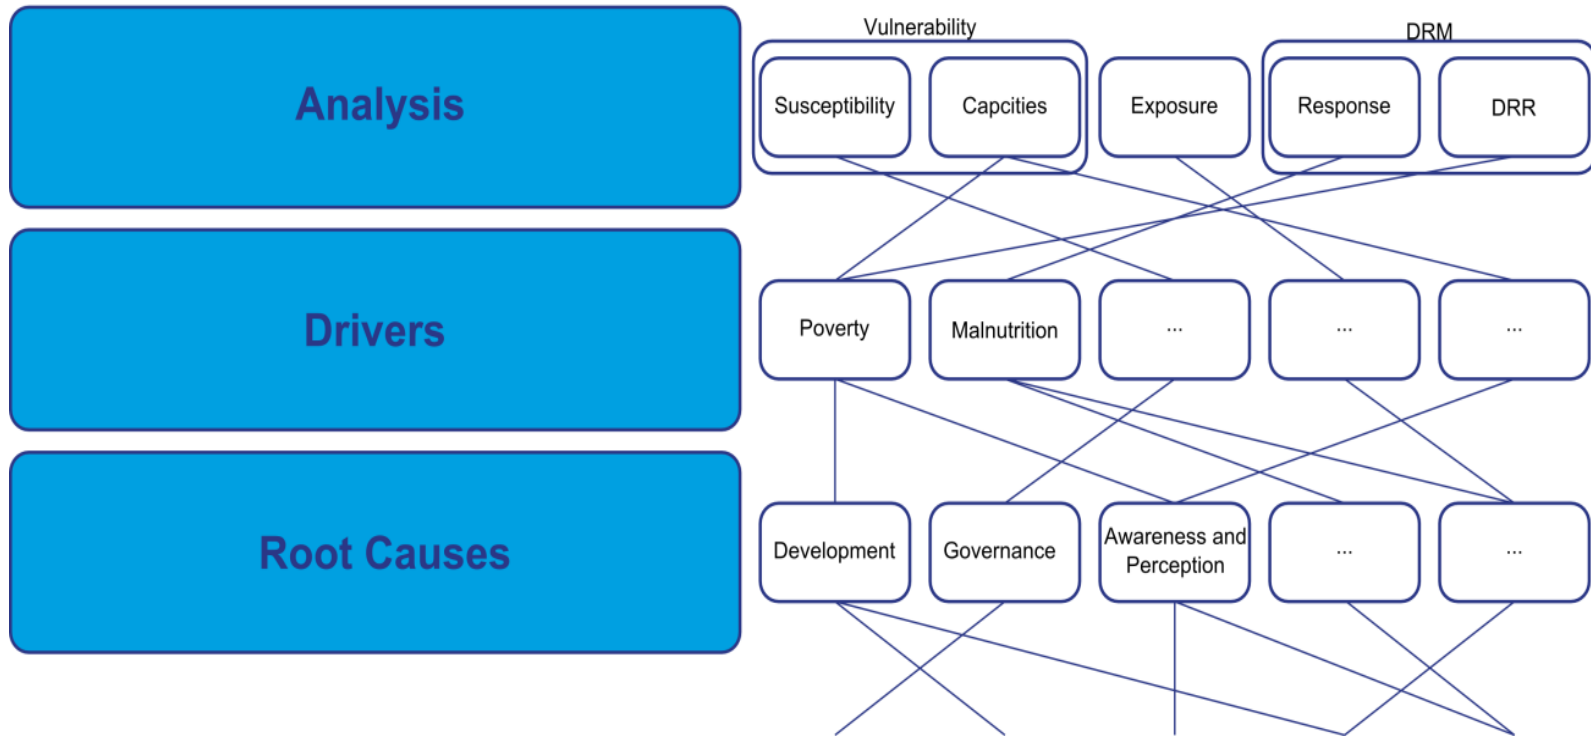 Vulnerability
DRM
Analysis
Susceptibility
Capcities
Exposure
Response
DRR
Drivers
Poverty
Malnutrition
...
...
...
Root Causes
Development
Governance
Awareness and
Perception
...
...